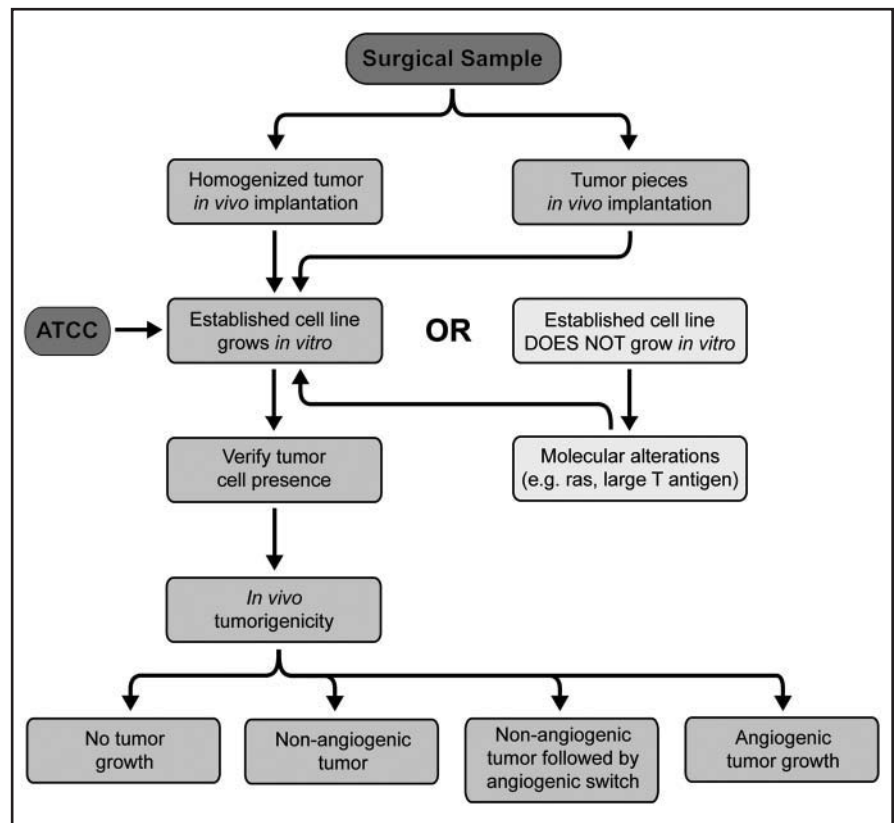 Surgical Sample
Homogenized tumor
in vivo implantation
Tumor pieces
in vivo implantation
ATCC
Established cell line
grows in vitro
OR
Established cell line
DOES NOT grow in vitro
Verify tumor
cell presence
Molecular alterations
(e.g. ras, large T antigen)
In vivo
tumorigenicity
No tumor
growth
Non-angiogenic
tumor
Non-angiogenic
tumor followed by
angiogenic switch
Angiogenic
tumor growth